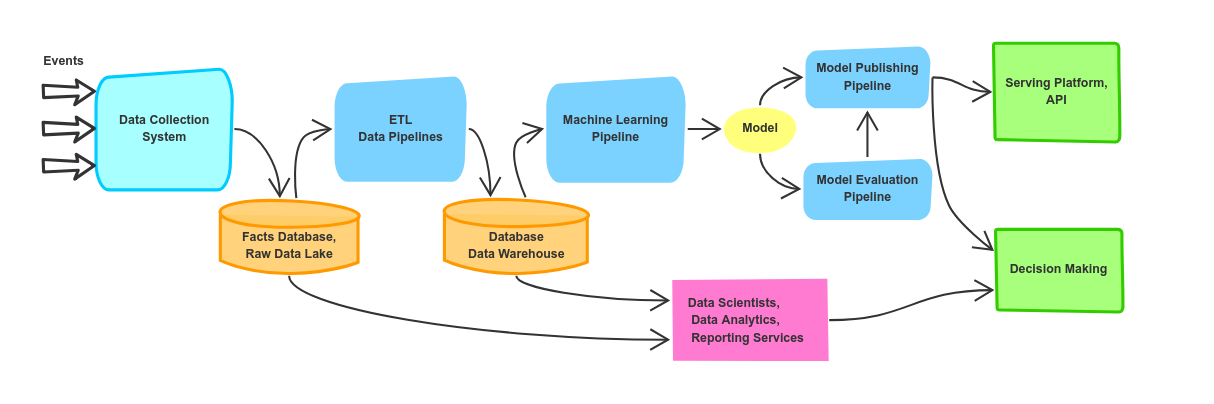 Events
Data Collection
System
ETL
Data Pipelines
Machine Learning
Pipeline
Model
Model Publishing
Pipeline
Model Evaluation
Pipeline
Serving Platform,
API
Facts Database,
Raw Data Lake
Database
Data Warehouse
Data Scientists,
Data Analytics,
Reporting Services
Decision Making